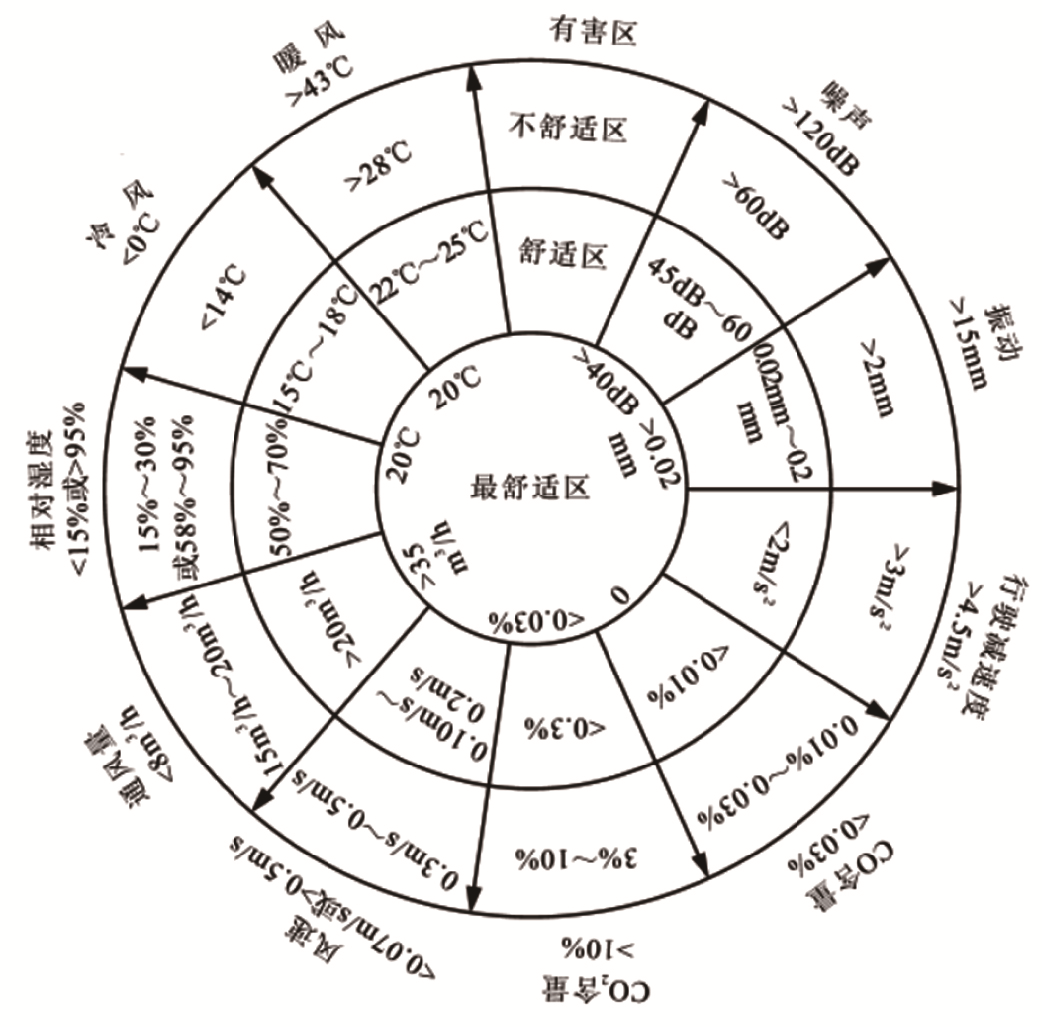 有害区
不舒适区
舒适区
最舒适区
噪声
>120dB
>60dB
45dB～60
dB
>40dB
振动
>15mm
>2mm
0.02mm～0.2
mm
>0.02
mm
行驶减速度
>4.5m/s²
>3m/s²
<2m/s²
0
CO含量
<0.03%
0.01%～0.03%
<0.01%
CO₂含量
>10%
3%～10%
<0.3%
<0.03%
风速
<0.07m/s或>0.5m/s
0.3m/s～0.5m/s
0.10m/s～
0.2m/s
通风量
<8m³/h
15m³/h～20m³/h
>20m³/h
>35
m³/h
相对湿度
<15%或>95%
15%～30%
或58%～95%
50%～70%
冷风
<0℃
<14℃
15℃～18℃
20℃
暖风
>43℃
>28℃
22℃～25℃
20℃